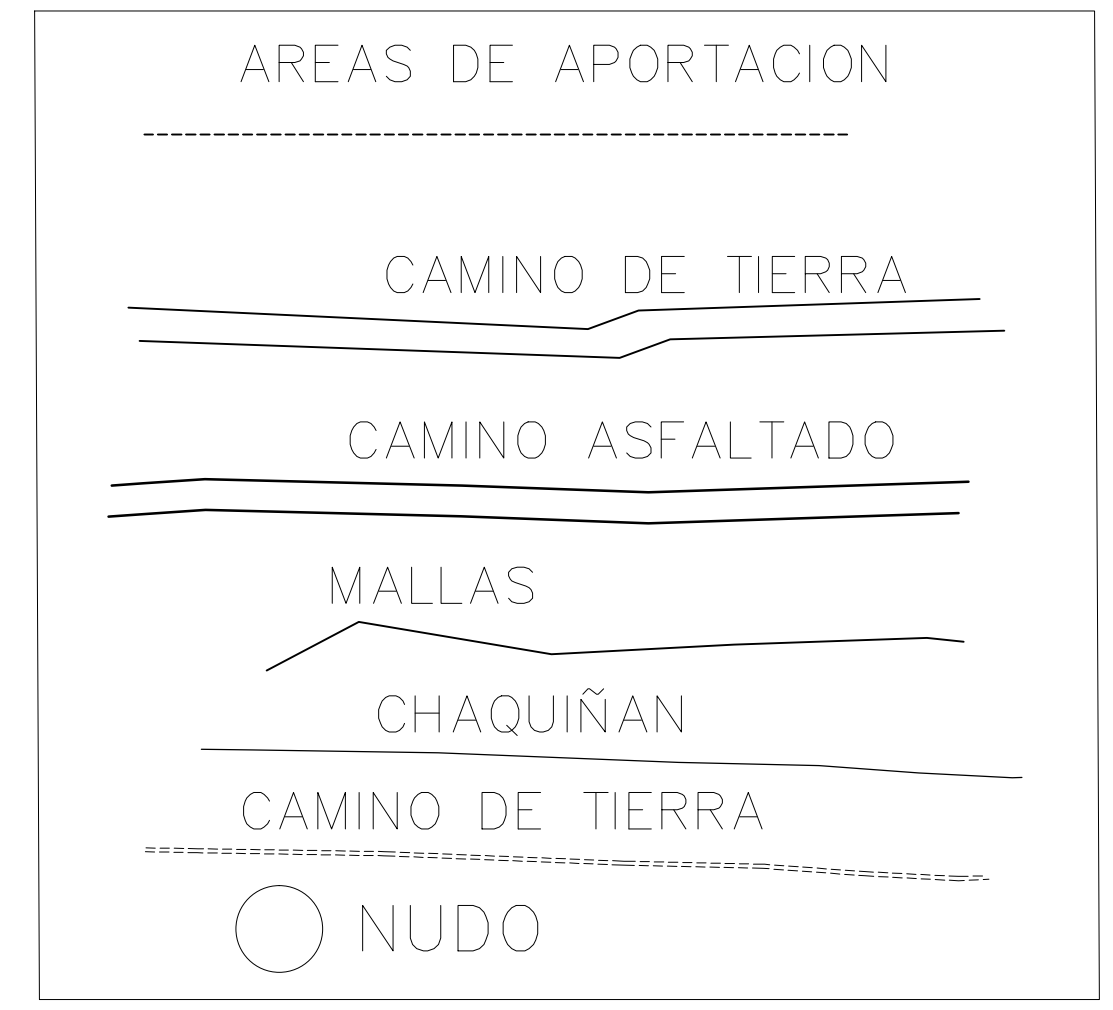 AREAS DE APORTACION
CAMINO DE TIERRA
CAMINO ASFALTADO
MALLAS
CHAQUIÑAN
CAMINO DE TIERRA
NUDO